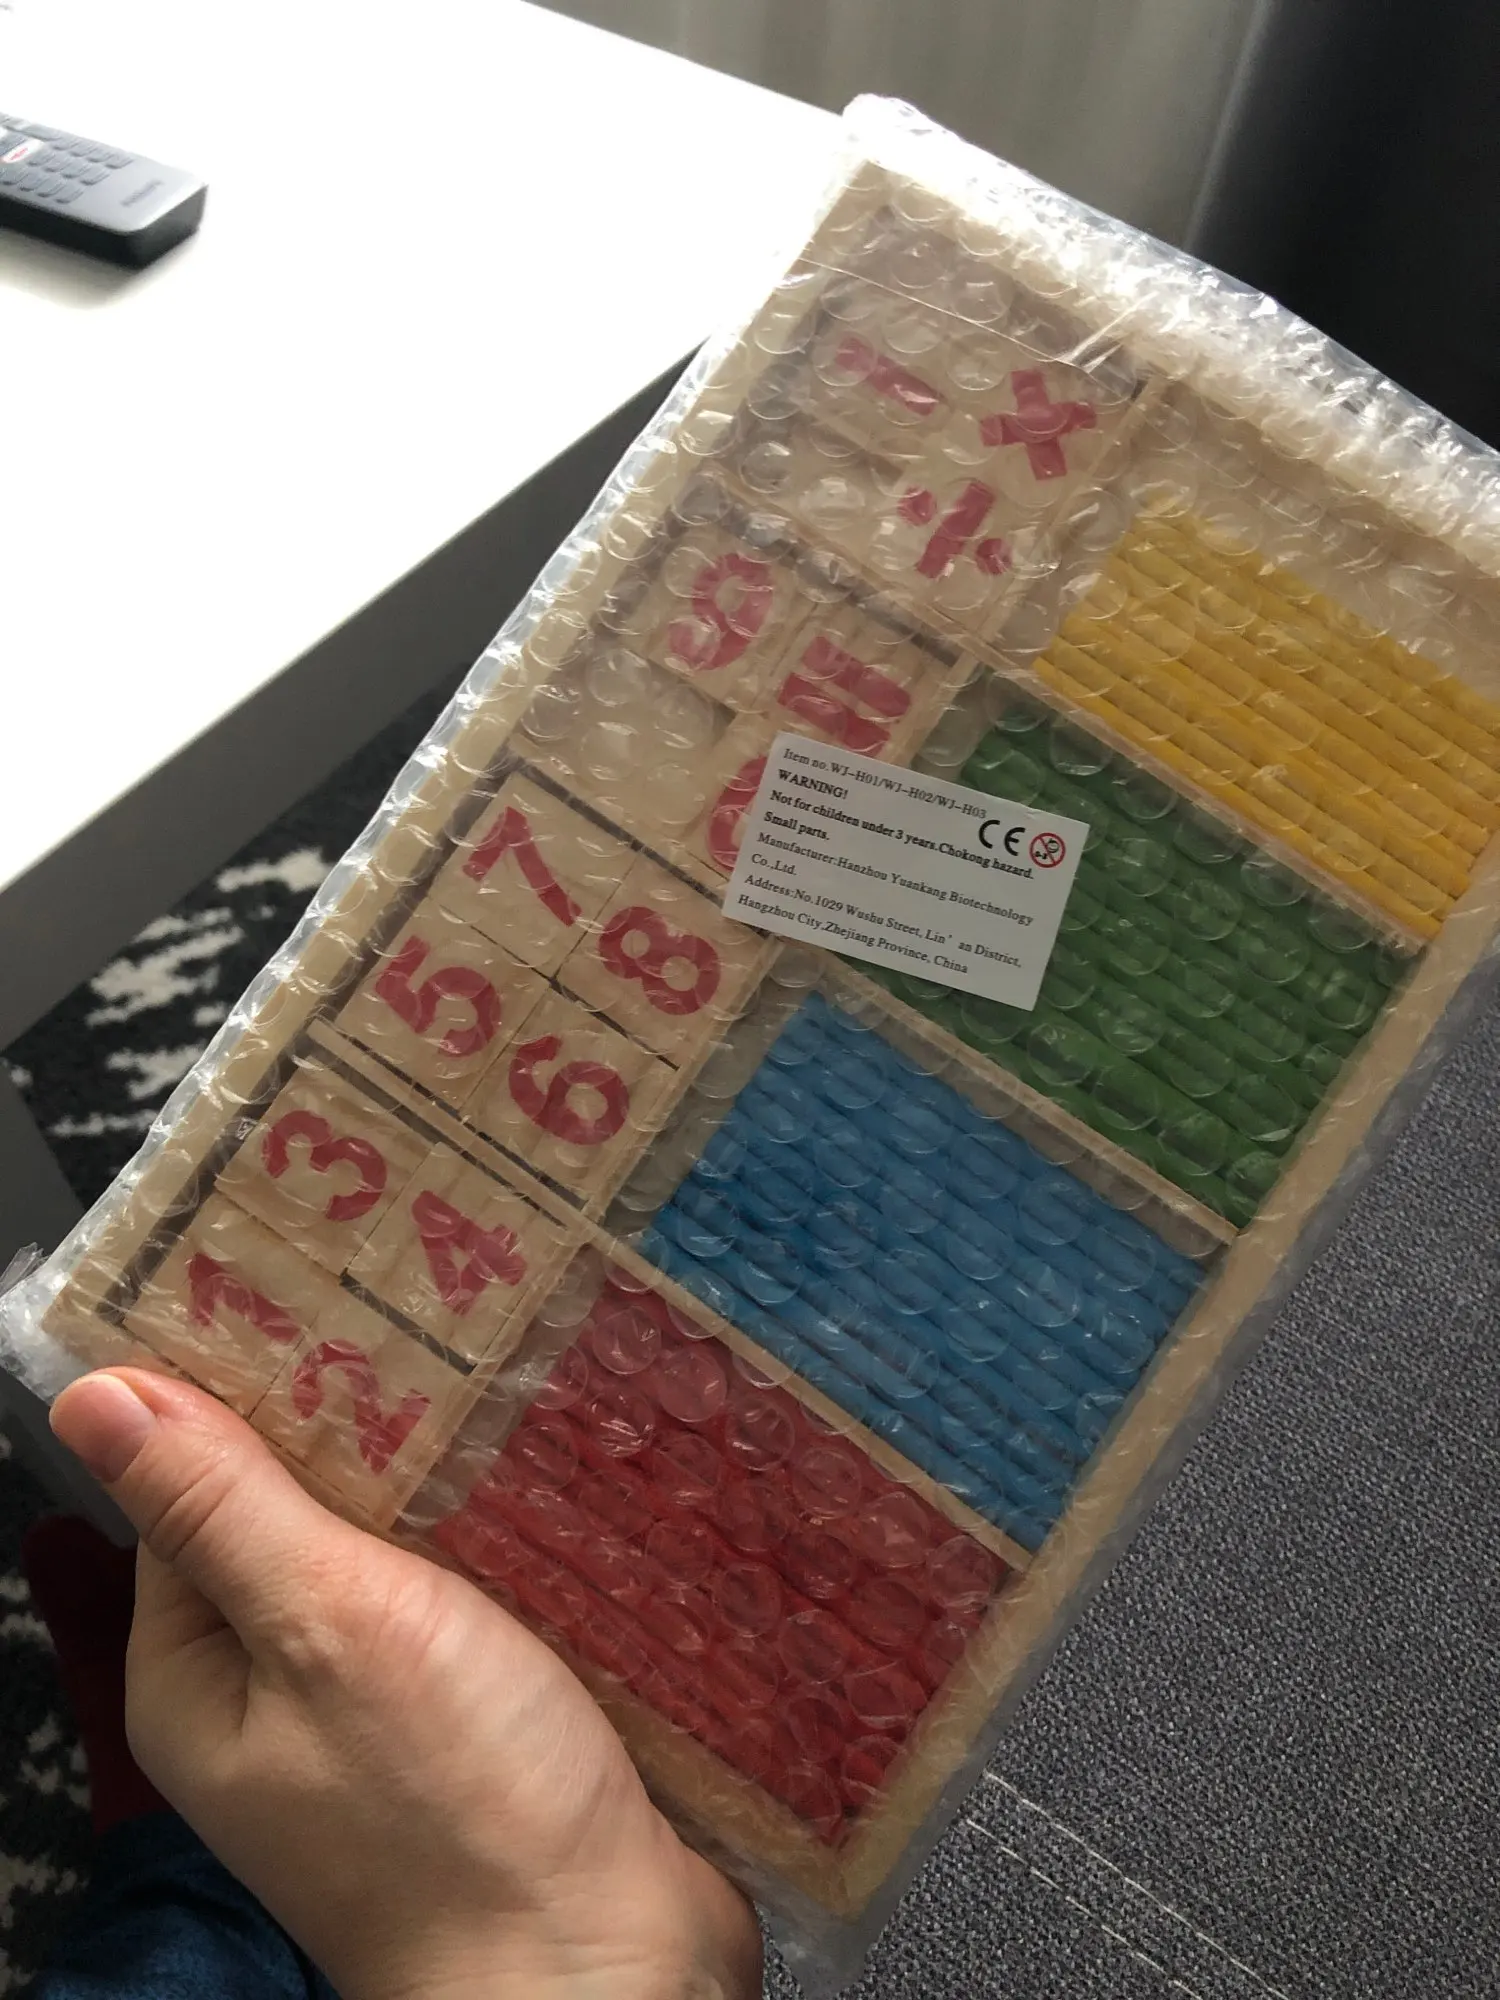 − ×
÷
9 =
7 8
5 6
3 4
1 2
Item no.WJ-H01/WJ-H02/WJ-H03
WARNING!
Not for children under 3 years.Chokong hazard.
Small parts.
CE
Manufacturer:Hanzhou Yuankang Biotechnology
Co.,Ltd.
Address:No.1029 Wushu Street, Lin' an District,
Hangzhou City,Zhejiang Province, China